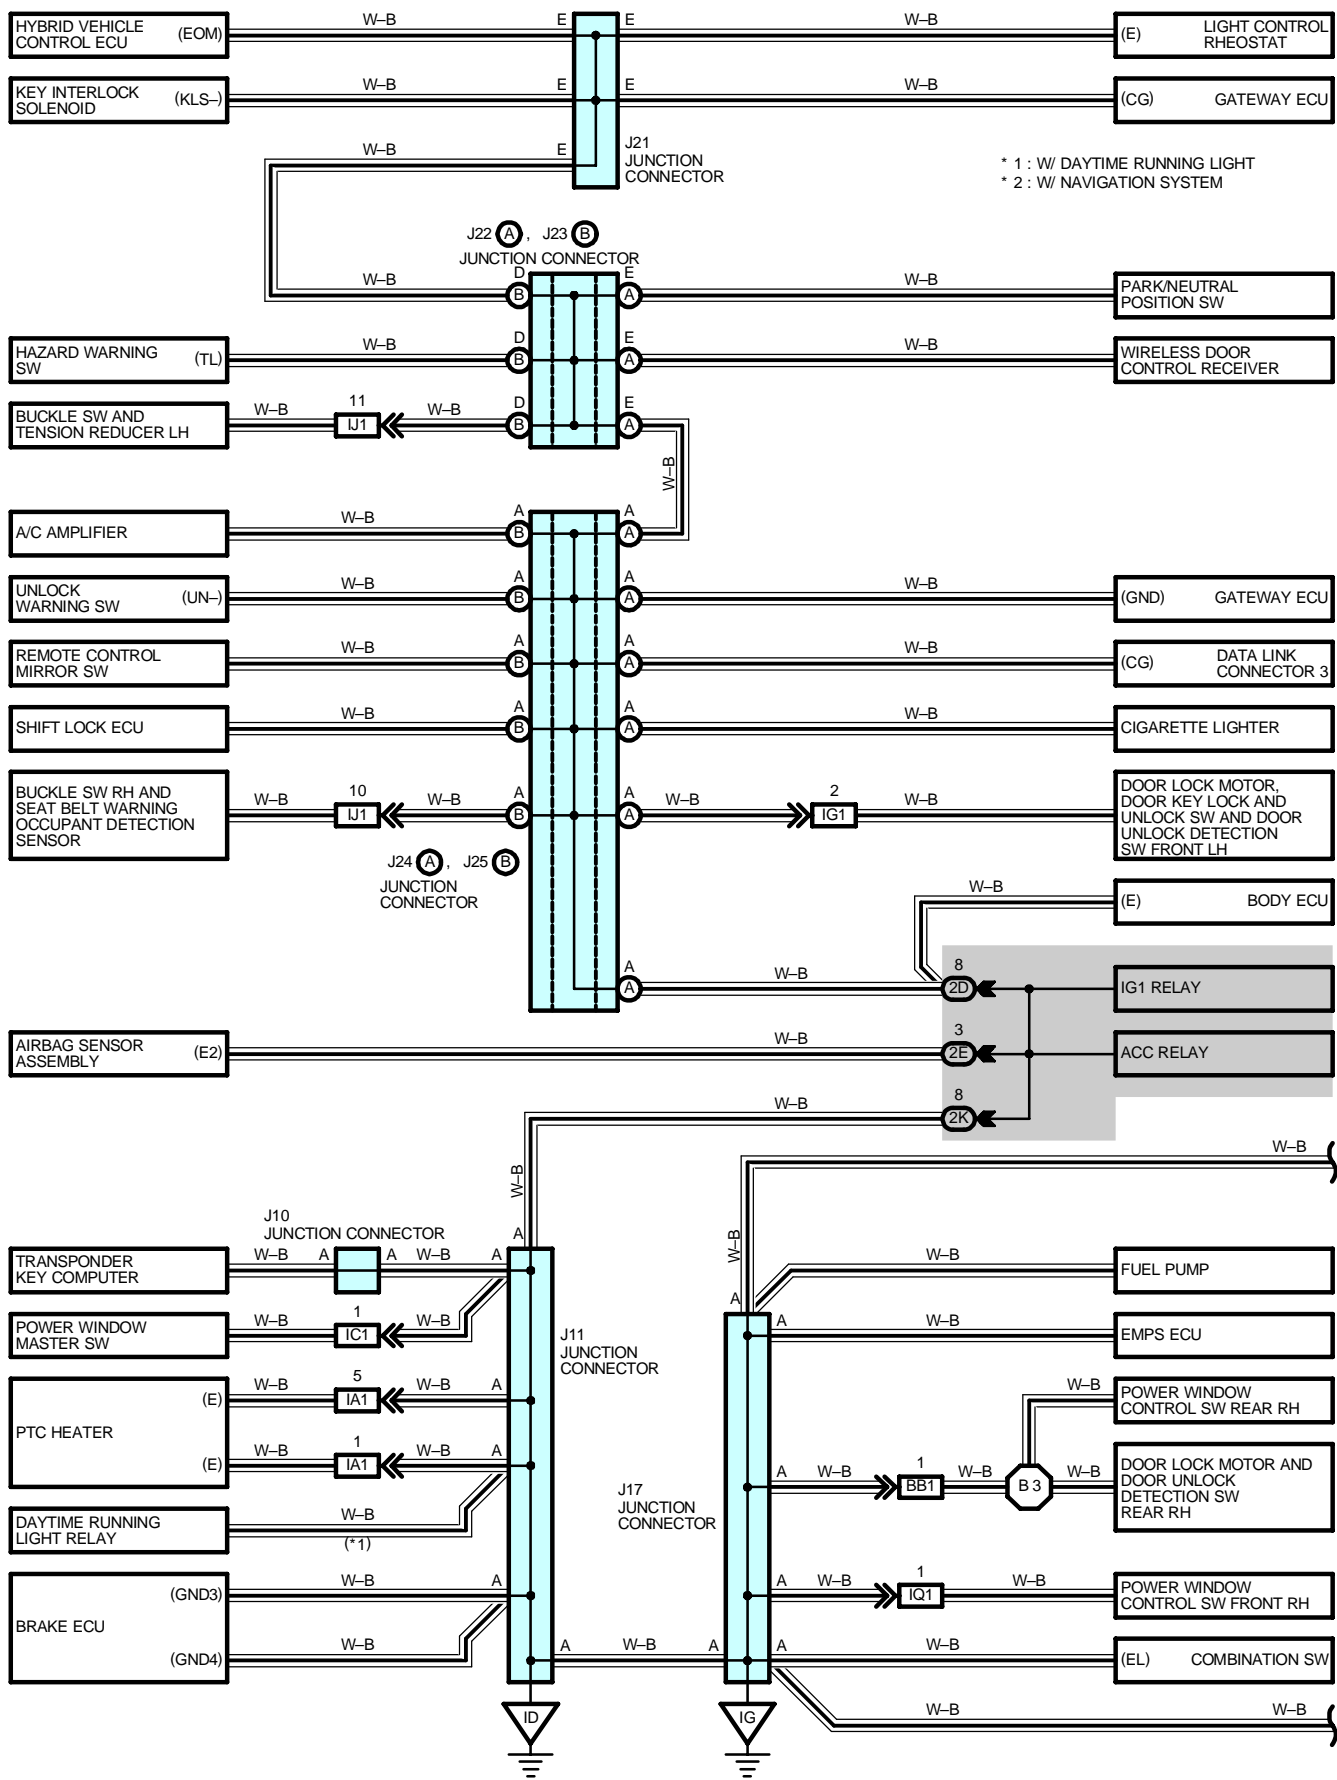 HYBRID VEHICLE
CONTROL ECU (EOM)
W–B E E W–B
(E) LIGHT CONTROL
RHEOSTAT
KEY INTERLOCK
SOLENOID (KLS–)
W–B E E W–B
(CG) GATEWAY ECU
W–B E
J21
JUNCTION
CONNECTOR
* 1 : W/ DAYTIME RUNNING LIGHT
* 2 : W/ NAVIGATION SYSTEM
J22 A , J23 B
JUNCTION CONNECTOR
W–B D B E A W–B
PARK/NEUTRAL
POSITION SW
HAZARD WARNING
SW (TL)
W–B D B E A W–B
WIRELESS DOOR
CONTROL RECEIVER
BUCKLE SW AND
TENSION REDUCER LH
W–B 11 IJ1 W–B D B E A
W–B
A/C AMPLIFIER
W–B A B A A
UNLOCK
WARNING SW (UN–)
W–B A B A A W–B
(GND) GATEWAY ECU
REMOTE CONTROL
MIRROR SW
W–B A B A A W–B
(CG) DATA LINK
CONNECTOR 3
SHIFT LOCK ECU
W–B A B A A W–B
CIGARETTE LIGHTER
BUCKLE SW RH AND
SEAT BELT WARNING
OCCUPANT DETECTION
SENSOR
W–B 10 IJ1 W–B A B A A W–B 2 IG1 W–B
DOOR LOCK MOTOR,
DOOR KEY LOCK AND
UNLOCK SW AND DOOR
UNLOCK DETECTION
SW FRONT LH
J24 A , J25 B
JUNCTION
CONNECTOR
W–B
(E) BODY ECU
A A W–B 8 2D
IG1 RELAY
AIRBAG SENSOR
ASSEMBLY (E2)
W–B 3 2E
ACC RELAY
W–B 8 2K
W–B
W–B
W–B
J10
JUNCTION CONNECTOR
A
TRANSPONDER
KEY COMPUTER
W–B A A W–B A
W–B
FUEL PUMP
A
POWER WINDOW
MASTER SW
W–B 1 IC1 W–B
J11
JUNCTION
CONNECTOR
A W–B
EMPS ECU
PTC HEATER
(E) W–B 5 IA1 W–B A
W–B
POWER WINDOW
CONTROL SW REAR RH
(E) W–B 1 IA1 W–B A
J17
JUNCTION
CONNECTOR
A W–B 1 BB1 W–B B 3 W–B
DOOR LOCK MOTOR AND
DOOR UNLOCK
DETECTION SW
REAR RH
DAYTIME RUNNING
LIGHT RELAY
W–B
(*1)
BRAKE ECU
(GND3) W–B A
A W–B 1 IQ1 W–B
POWER WINDOW
CONTROL SW FRONT RH
(GND4) W–B
A W–B A A W–B
(EL) COMBINATION SW
ID
IG
W–B W–B